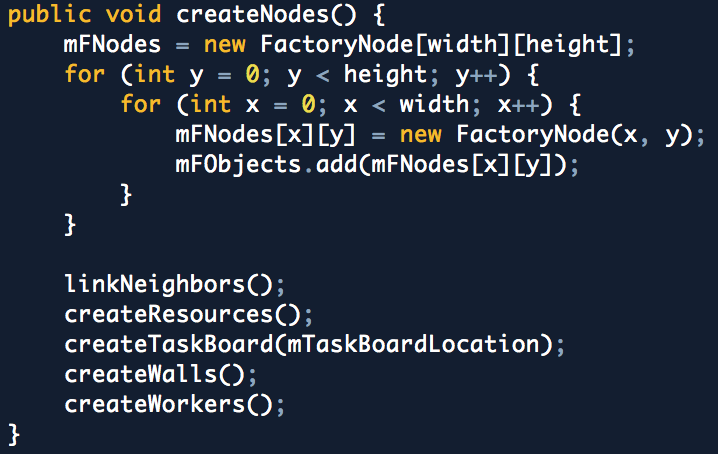 public void createNodes() {
    mFNodes = new FactoryNode[width][height];
    for (int y = 0; y < height; y++) {
        for (int x = 0; x < width; x++) {
            mFNodes[x][y] = new FactoryNode(x, y);
            mFObjects.add(mFNodes[x][y]);
        }
    }

    linkNeighbors();
    createResources();
    createTaskBoard(mTaskBoardLocation);
    createWalls();
    createWorkers();
}